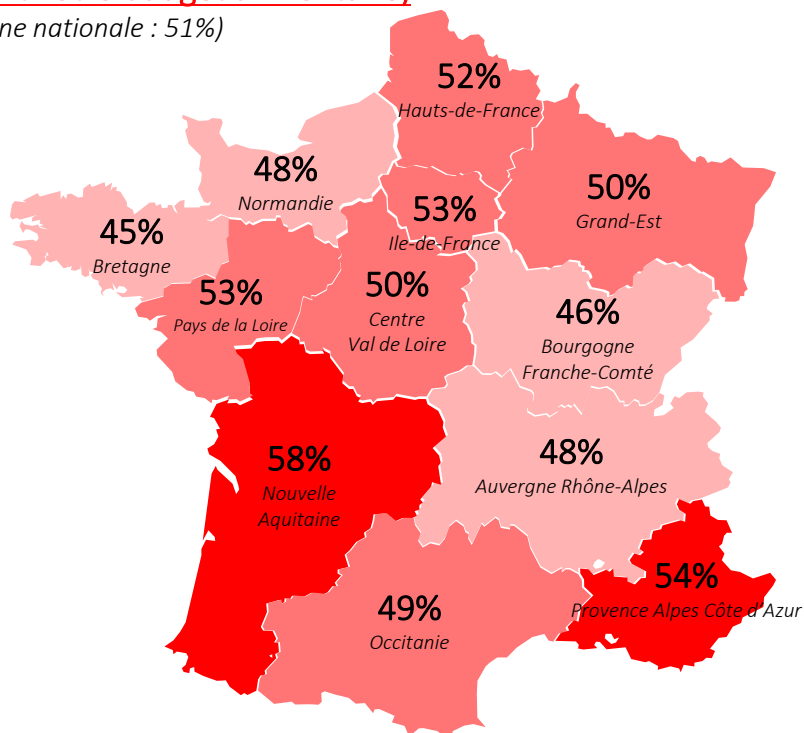 ne nationale : 51%)
52%
Hauts-de-France
48%
Normandie
53%
Ile-de-France
50%
Grand-Est
45%
Bretagne
53%
Pays de la Loire
50%
Centre
Val de Loire
46%
Bourgogne
Franche-Comté
58%
Nouvelle
Aquitaine
48%
Auvergne Rhône-Alpes
54%
Provence Alpes Côte d'Azur
49%
Occitanie